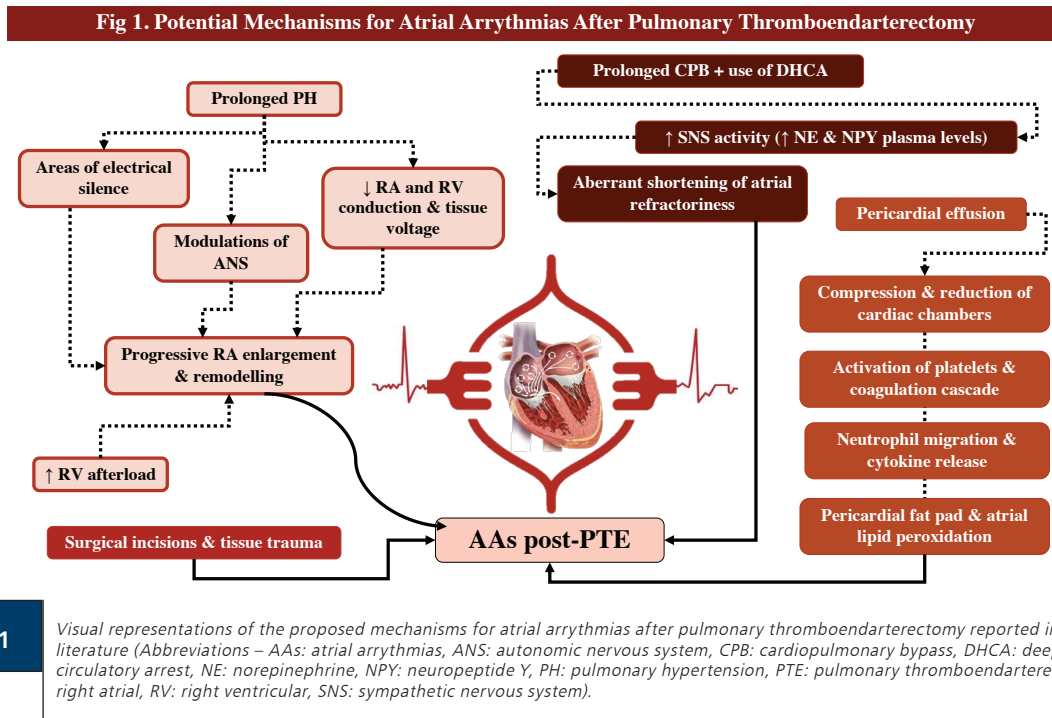 Fig 1. Potential Mechanisms for Atrial Arrythmias After Pulmonary Thromboendarterectomy
Prolonged PH
Areas of electrical
silence
Modulations of
ANS
↓ RA and RV
conduction & tissue
voltage
Progressive RA enlargement
& remodelling
↑ RV afterload
Surgical incisions & tissue trauma
Prolonged CPB + use of DHCA
↑ SNS activity (↑ NE & NPY plasma levels)
Aberrant shortening of atrial
refractoriness
Pericardial effusion
Compression & reduction of
cardiac chambers
Activation of platelets &
coagulation cascade
Neutrophil migration &
cytokine release
Pericardial fat pad & atrial
lipid peroxidation
AAs post-PTE
1
Visual representations of the proposed mechanisms for atrial arrythmias after pulmonary thromboendarterectomy reported in
literature (Abbreviations – AAs: atrial arrythmias, ANS: autonomic nervous system, CPB: cardiopulmonary bypass, DHCA: deep
circulatory arrest, NE: norepinephrine, NPY: neuropeptide Y, PH: pulmonary hypertension, PTE: pulmonary thromboendartere
right atrial, RV: right ventricular, SNS: sympathetic nervous system).